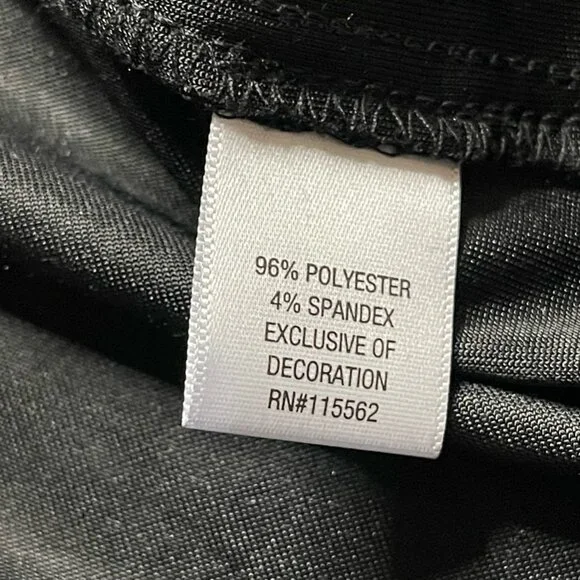 96% POLYESTER
4% SPANDEX
EXCLUSIVE OF
DECORATION
RN#115562